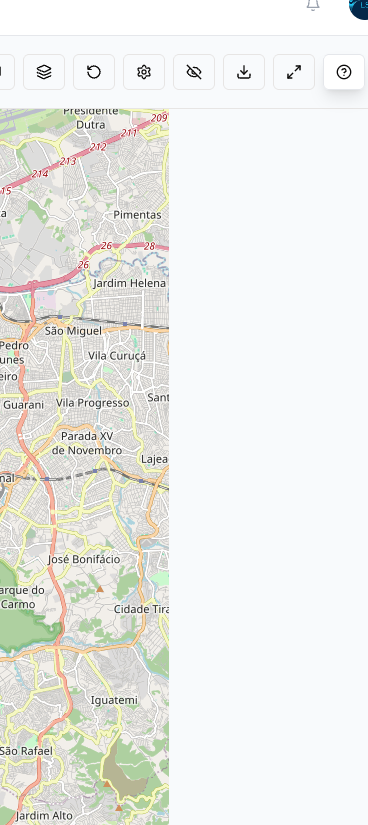 LE
Presidente
Dutra
209
211
212
213
214
15
a
Pimentas
26
28
26
Jardim Helena
São Miguel
Pedro
unes
Vila Curuçá
eiro
Guarani
Vila Progresso
Sant
Parada XV
de Novembro
Lajea
nal
José Bonifácio
arque do
Carmo
Cidade Tira
Iguatemi
São Rafael
Jardim Alto